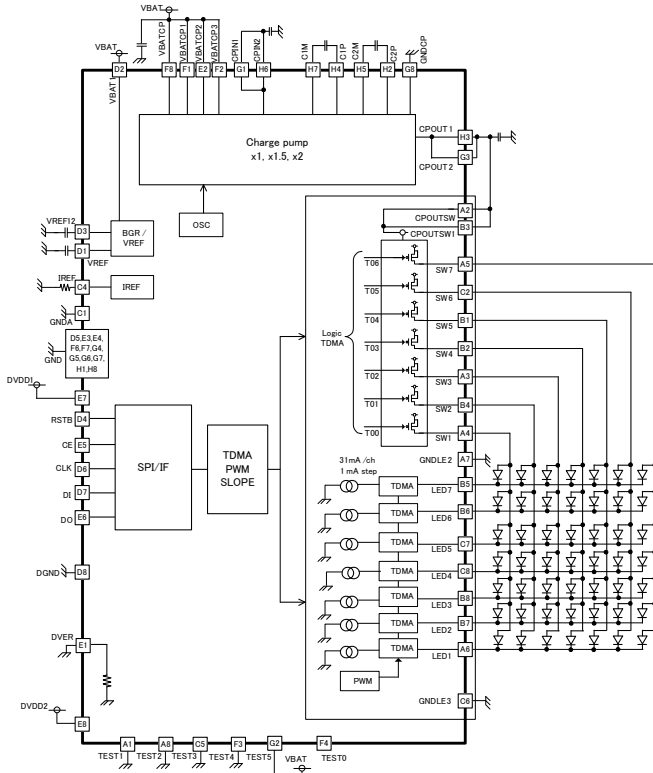 VBAT
VBAT
VBATCP
VBATCP1
VBATCP2
VBATCP3
CPIN1
CPIN2
C1M
C1P
C2M
C2P
GNDCP
D2
F8
F1
E2
F2
G1
H6
H7
H4
H5
H2
G8
VBAT1
Charge pump
x1, x1.5, x2
CPOUT1
H3
G3
CPOUT2
OSC
A2
CPOUTSW
B3
CPOUTSW1
VREF12
D3
BGR /
VREF
D1
VREF
IREF
C4
IREF
C1
GNDA
D5,E3,E4,
F6,F7,G4,
G5,G6,G7,
H1,H8
GND
DVDD1
E7
RSTB
D4
CE
E5
CLK
D6
DI
D7
DO
E6
SPI/IF
TDMA
PWM
SLOPE
Logic
TDMA
T06
SW7
A5
T05
SW6
C2
T04
SW5
B1
T03
SW4
B2
T02
SW3
A3
T01
SW2
B4
T00
SW1
A4
A7
GNDLE2
31mA /ch
1 mA step
TDMA
LED7
B5
TDMA
LED6
B6
TDMA
LED5
C7
TDMA
LED4
C8
TDMA
LED3
B8
TDMA
LED2
B7
TDMA
LED1
A6
PWM
C6
GNDLE3
DGND
D8
DVER
E1
DVDD2
E8
A1
A8
C5
F3
G2
F4
TEST1
TEST2
TEST3
TEST4
TEST5
TEST0
VBAT